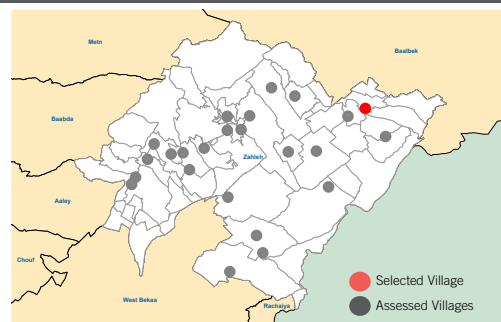 Metn
Baalbek
Baabda
Zahleh
Aaley
Chouf
West Bekaa
Rachaiya
Selected Village
Assessed Villages